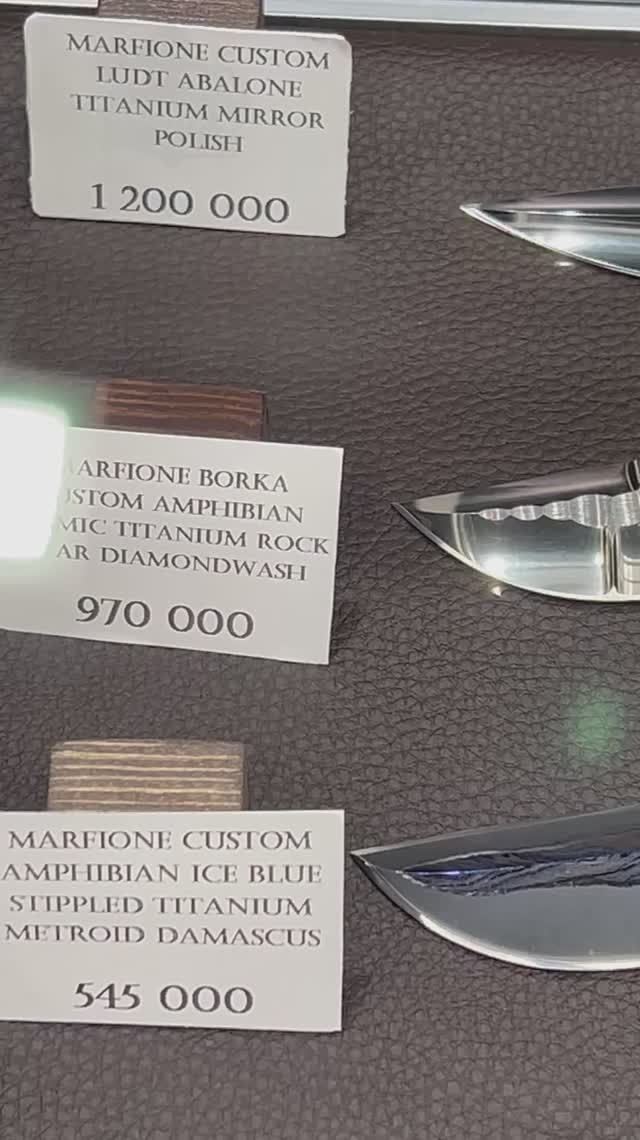 MARFIONE CUSTOM
LUDT ABALONE
TITANIUM MIRROR
POLISH
1 200 000
ARFIONE BORKA
STOM AMPHIBIAN
MIC TITANIUM ROCK
AR DIAMONDWASH
970 000
MARFIONE CUSTOM
AMPHIBIAN ICE BLUE
STIPPLED TITANIUM
METROID DAMASCUS
545 000